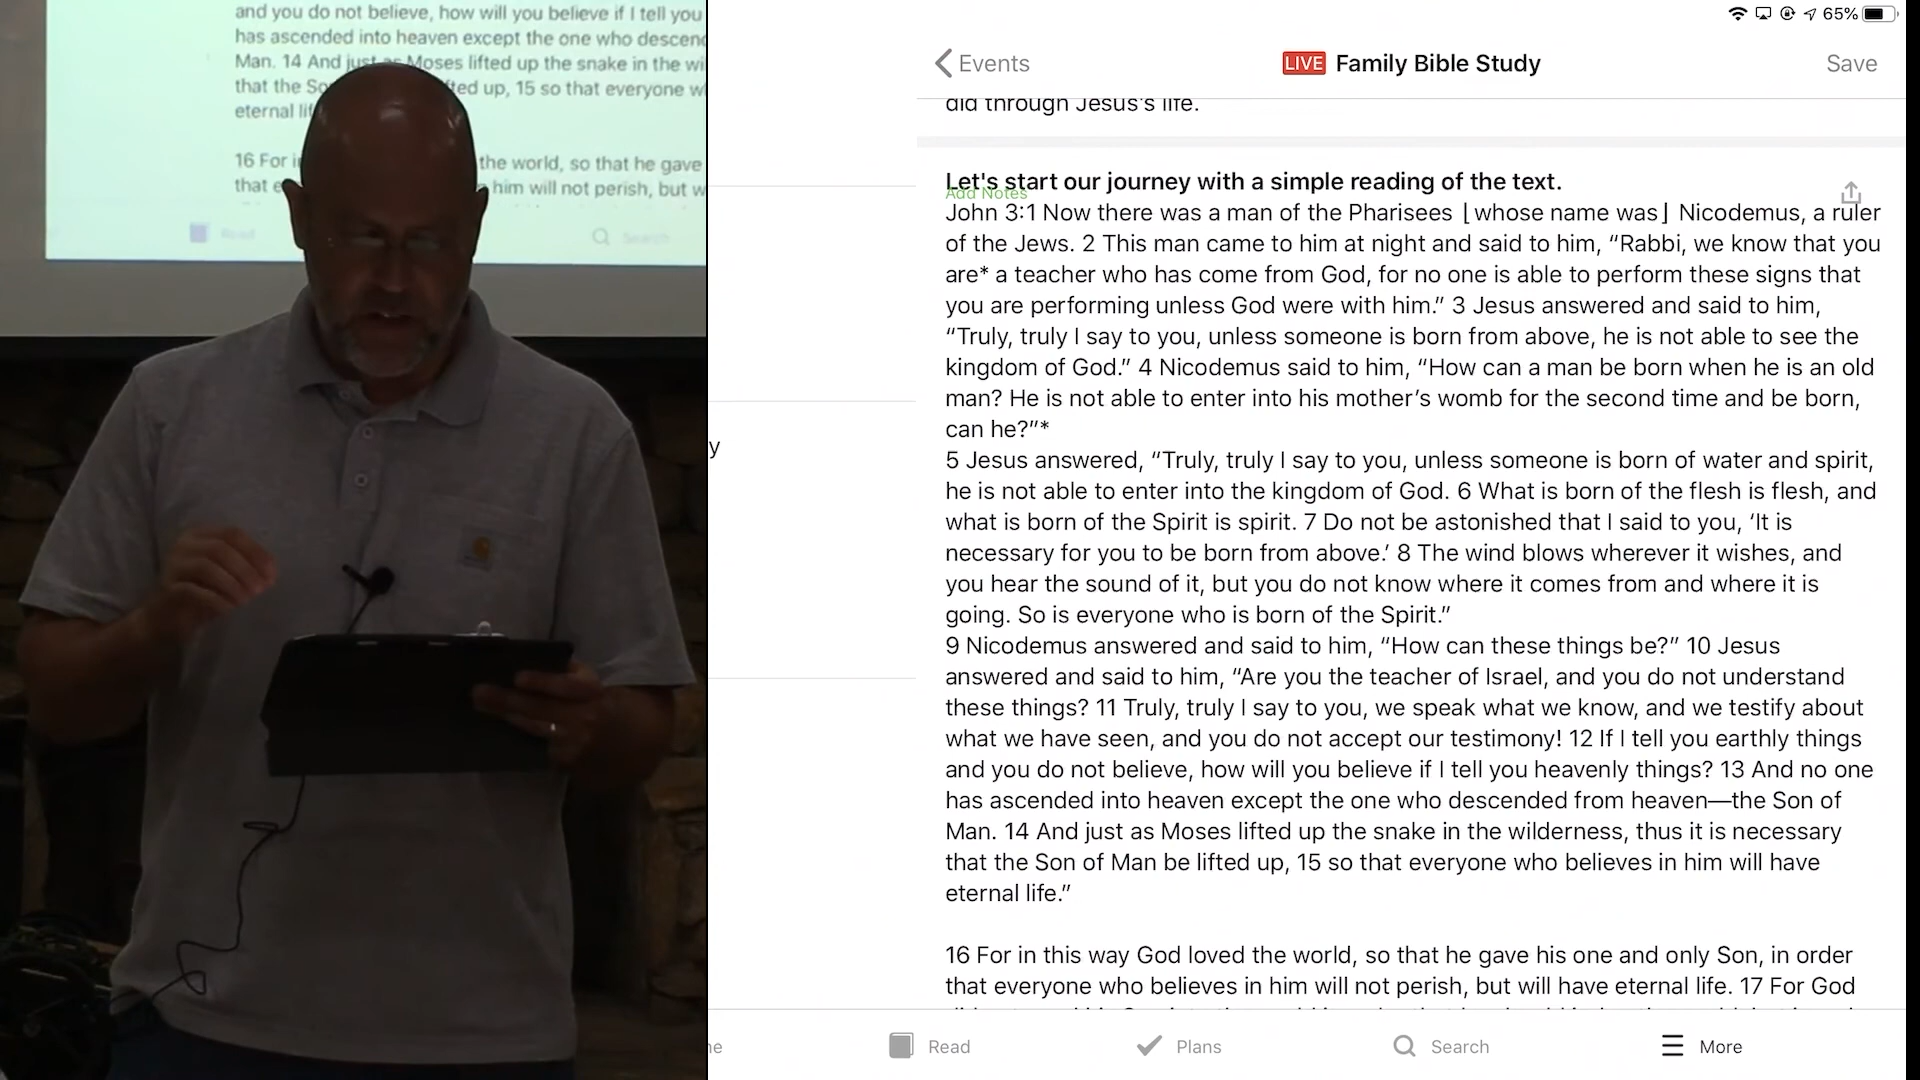 and you do not believe, how will you believe if I tell you
has ascended into heaven except the one who descend
Man. 14 And just as Moses lifted up the snake in the wi
that the So fted up, 15 so that everyone w
eternal lif
16 For i the world, so that he gave
that e him will not perish, but w
Read Search
65%
Events
LIVE Family Bible Study
Save
did through Jesus's life.
Let's start our journey with a simple reading of the text.
Add Notes
John 3:1 Now there was a man of the Pharisees ⌊whose name was⌋ Nicodemus, a ruler
of the Jews. 2 This man came to him at night and said to him, “Rabbi, we know that you
are* a teacher who has come from God, for no one is able to perform these signs that
you are performing unless God were with him.” 3 Jesus answered and said to him,
“Truly, truly I say to you, unless someone is born from above, he is not able to see the
kingdom of God.” 4 Nicodemus said to him, “How can a man be born when he is an old
man? He is not able to enter into his mother’s womb for the second time and be born,
can he?”*
5 Jesus answered, “Truly, truly I say to you, unless someone is born of water and spirit,
he is not able to enter into the kingdom of God. 6 What is born of the flesh is flesh, and
what is born of the Spirit is spirit. 7 Do not be astonished that I said to you, ‘It is
necessary for you to be born from above.’ 8 The wind blows wherever it wishes, and
you hear the sound of it, but you do not know where it comes from and where it is
going. So is everyone who is born of the Spirit.”
9 Nicodemus answered and said to him, “How can these things be?” 10 Jesus
answered and said to him, “Are you the teacher of Israel, and you do not understand
these things? 11 Truly, truly I say to you, we speak what we know, and we testify about
what we have seen, and you do not accept our testimony! 12 If I tell you earthly things
and you do not believe, how will you believe if I tell you heavenly things? 13 And no one
has ascended into heaven except the one who descended from heaven—the Son of
Man. 14 And just as Moses lifted up the snake in the wilderness, thus it is necessary
that the Son of Man be lifted up, 15 so that everyone who believes in him will have
eternal life.”
16 For in this way God loved the world, so that he gave his one and only Son, in order
that everyone who believes in him will not perish, but will have eternal life. 17 For God
y
ne Read Plans Search More